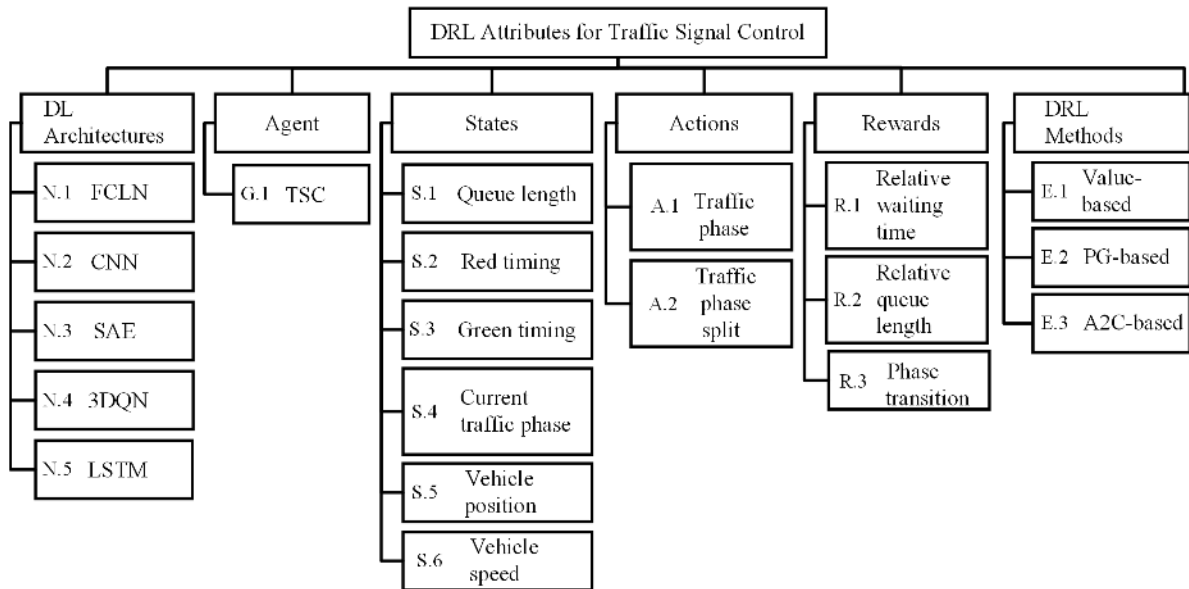 DRL Attributes for Traffic Signal Control
DL
Architectures
N.1 FCLN
N.2 CNN
N.3 SAE
N.4 3DQN
N.5 LSTM
Agent
G.1 TSC
States
S.1 Queue length
S.2 Red timing
S.3 Green timing
S.4 Current
traffic phase
S.5 Vehicle
position
S.6 Vehicle
speed
Actions
A.1 Traffic
phase
A.2 Traffic
phase
split
Rewards
R.1 Relative
waiting
time
R.2 Relative
queue
length
R.3 Phase
transition
DRL
Methods
E.1 Value-
based
E.2 PG-based
E.3 A2C-based